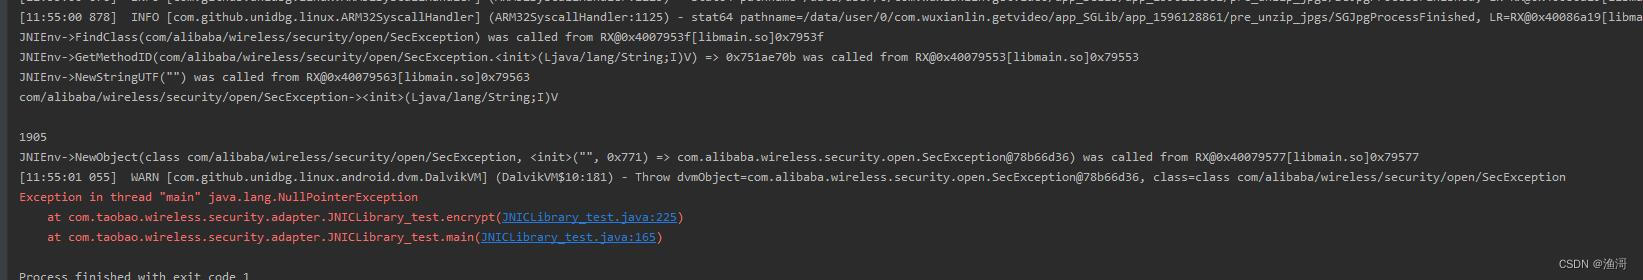 [11:55:00 878]  INFO [com.github.unidbg.linux.ARM32SyscallHandler] (ARM32SyscallHandler:1125) - stat64 pathname=/data/user/0/com.wuxianlin.getvideo/app_SGLib/app_1596128861/pre_unzip_jpgs/SGJpgProcessFinished, LR=RX@0x40086a19[libma
JNIEnv->FindClass(com/alibaba/wireless/security/open/SecException) was called from RX@0x4007953f[libmain.so]0x7953f
JNIEnv->GetMethodID(com/alibaba/wireless/security/open/SecException.<init>(Ljava/lang/String;I)V) => 0x751ae70b was called from RX@0x40079553[libmain.so]0x79553
JNIEnv->NewStringUTF("") was called from RX@0x40079563[libmain.so]0x79563
com/alibaba/wireless/security/open/SecException-><init>(Ljava/lang/String;I)V
1905
JNIEnv->NewObject(class com/alibaba/wireless/security/open/SecException, <init>("", 0x771) => com.alibaba.wireless.security.open.SecException@78b66d36) was called from RX@0x40079577[libmain.so]0x79577
[11:55:01 055]  WARN [com.github.unidbg.linux.android.dvm.DalvikVM] (DalvikVM$10:181) - Throw dvmObject=com.alibaba.wireless.security.open.SecException@78b66d36, class=class com/alibaba/wireless/security/open/SecException
Exception in thread "main" java.lang.NullPointerException
at com.taobao.wireless.security.adapter.JNICLibrary_test.encrypt(JNICLibrary_test.java:225)
at com.taobao.wireless.security.adapter.JNICLibrary_test.main(JNICLibrary_test.java:165)
Process finished with exit code 1
CSDN @渔滒